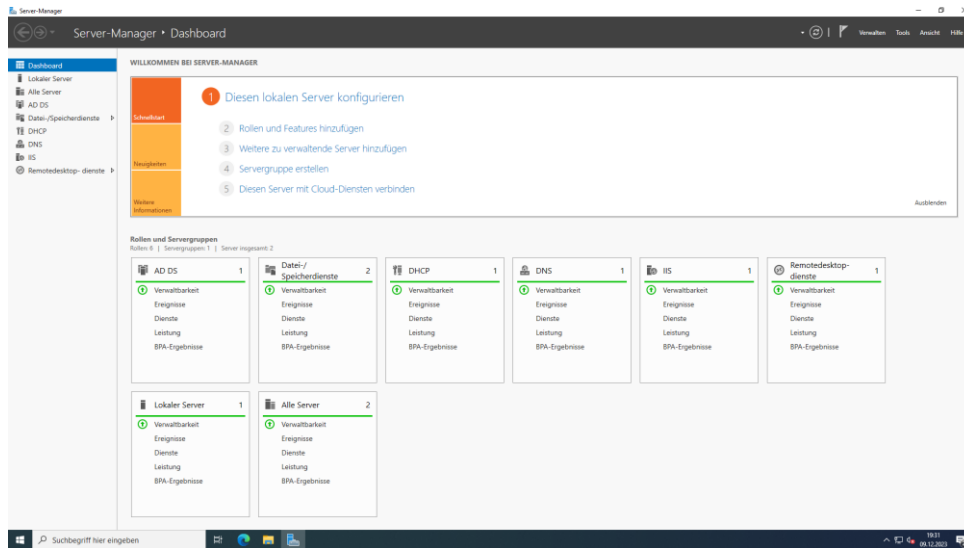 Server-Manager
Server-Manager • Dashboard
Verwalten Tools Ansicht Hilfe
Dashboard
Lokaler Server
Alle Server
AD DS
Datei-/Speicherdienste
DHCP
DNS
IIS
Remotedesktop- dienste
WILLKOMMEN BEI SERVER-MANAGER
Schnellstart
Neuigkeiten
Weitere
Informationen
1 Diesen lokalen Server konfigurieren
2 Rollen und Features hinzufügen
3 Weitere zu verwaltende Server hinzufügen
4 Servergruppe erstellen
5 Diesen Server mit Cloud-Diensten verbinden
Ausblenden
Rollen und Servergruppen
Rollen 6 | Servergruppen 1 | Server insgesamt: 2
AD DS 1
Verwaltbarkeit
Ereignisse
Dienste
Leistung
BPA-Ergebnisse
Datei-/
Speicherdienste 2
Verwaltbarkeit
Ereignisse
Dienste
Leistung
BPA-Ergebnisse
DHCP 1
Verwaltbarkeit
Ereignisse
Dienste
Leistung
BPA-Ergebnisse
DNS 1
Verwaltbarkeit
Ereignisse
Dienste
Leistung
BPA-Ergebnisse
IIS 1
Verwaltbarkeit
Ereignisse
Dienste
Leistung
BPA-Ergebnisse
Remotedesktop-
dienste 1
Verwaltbarkeit
Ereignisse
Dienste
Leistung
BPA-Ergebnisse
Lokaler Server 1
Verwaltbarkeit
Ereignisse
Dienste
Leistung
BPA-Ergebnisse
Alle Server 2
Verwaltbarkeit
Ereignisse
Dienste
Leistung
BPA-Ergebnisse
Suchbegriff hier eingeben
19:31
09.12.2023